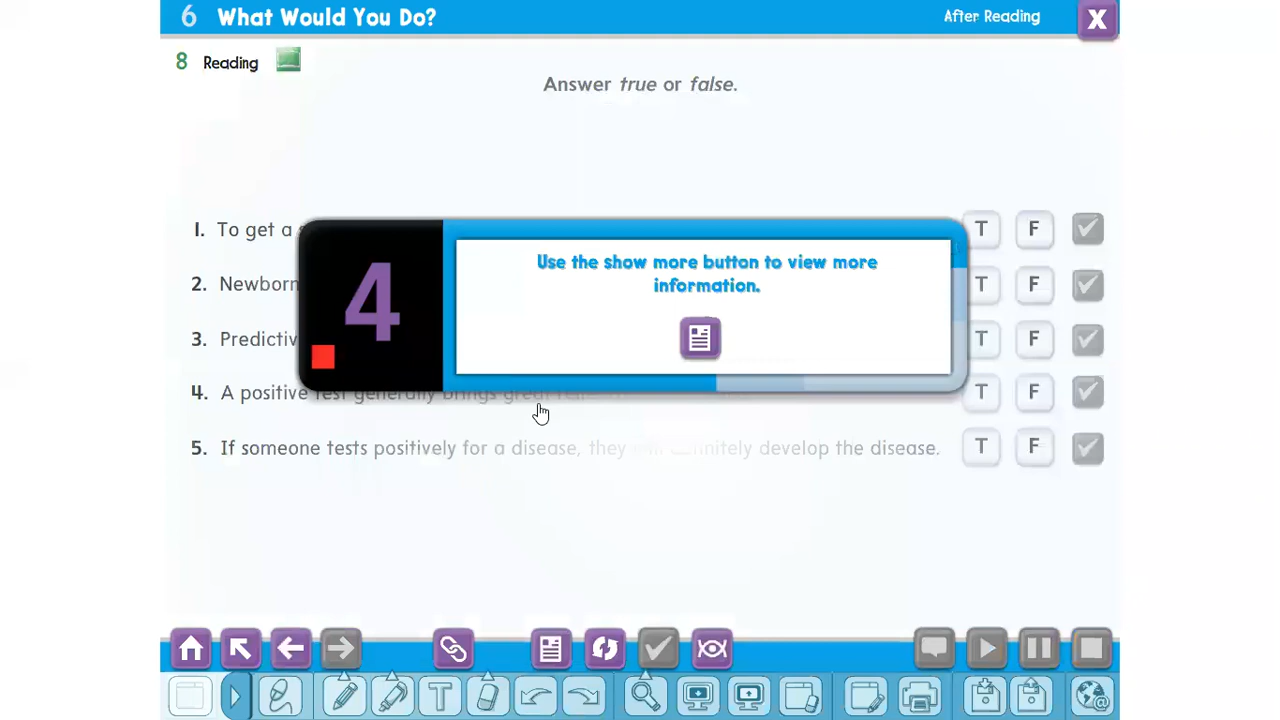 6 What Would You Do?
After Reading
X
8 Reading
Answer true or false.
1. To get a
T F
4
Use the show more button to view more
information.
2. Newborn
T F
3. Predictiv
T F
4. A positive test generally brings great
T F
5. If someone tests positively for a disease, they will definitely develop the disease.
T F
T
@